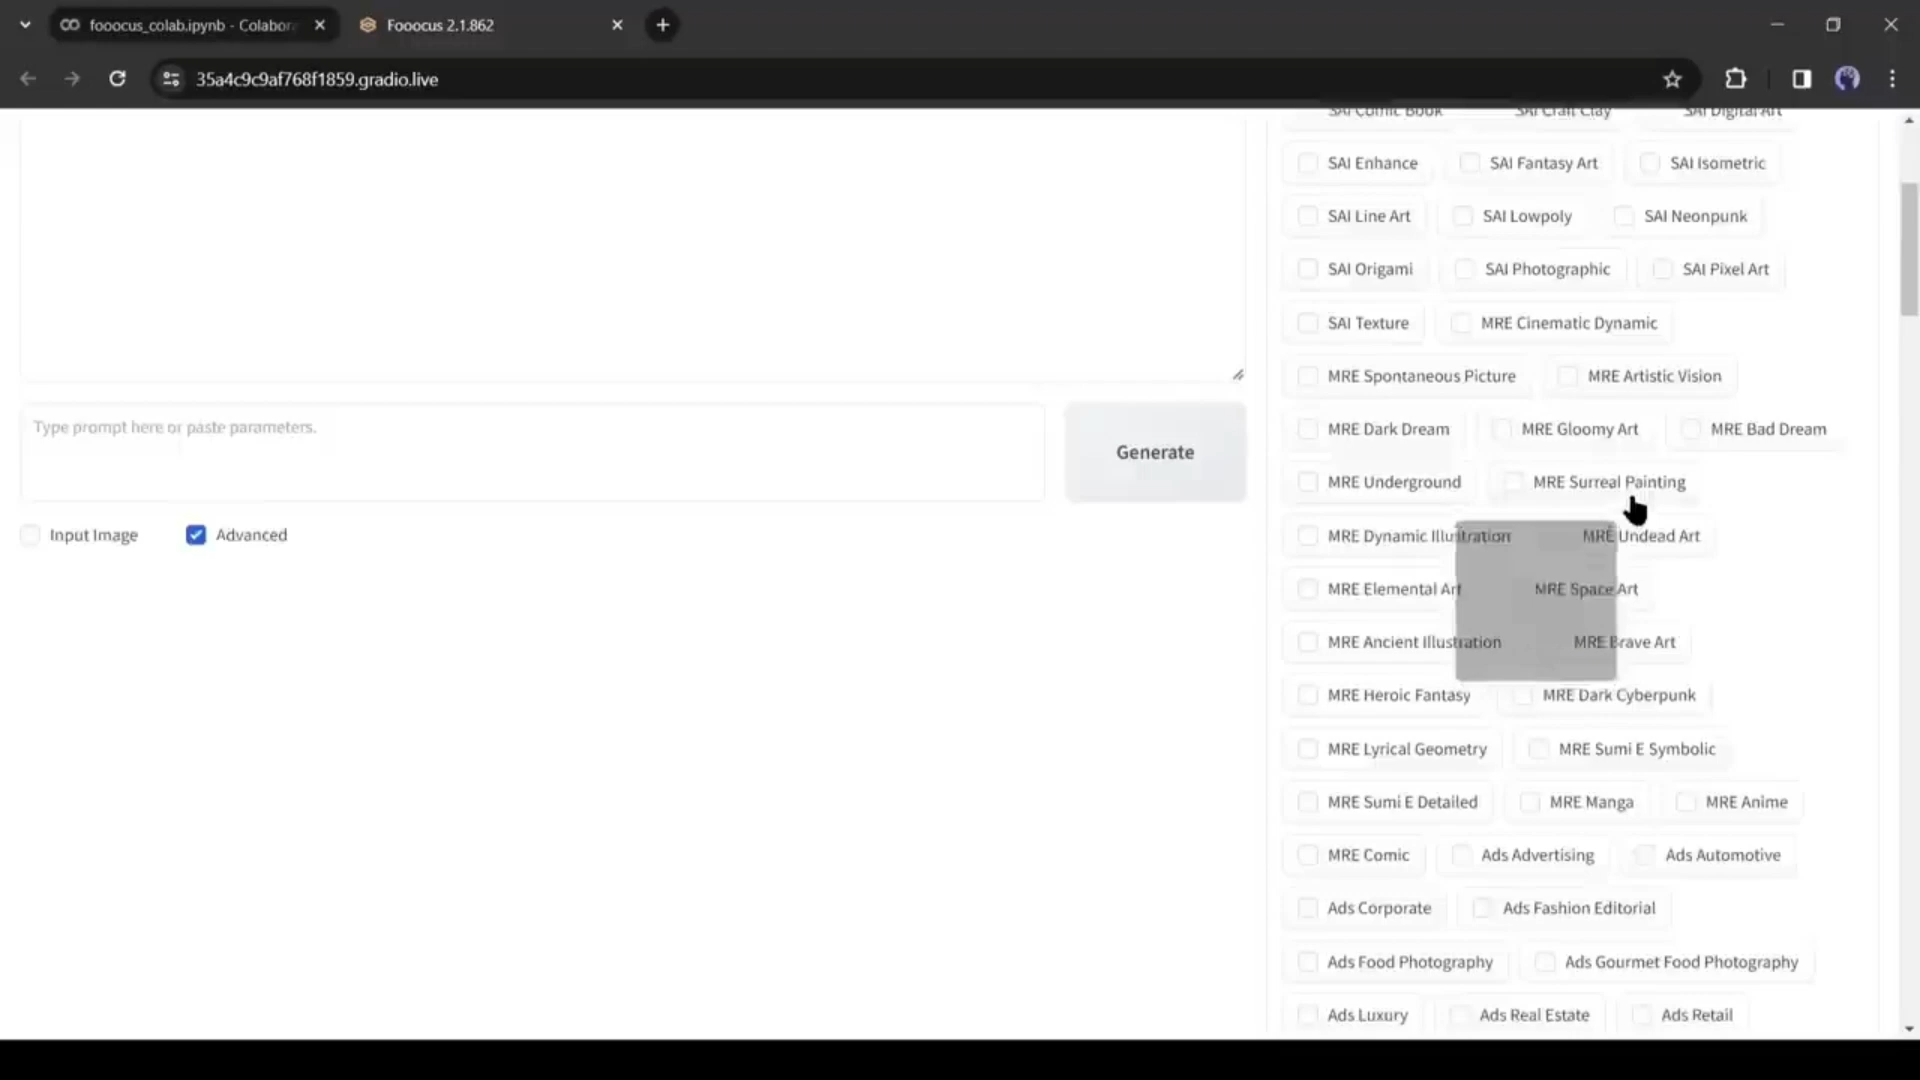 fooocus_colab.ipynb - Colabor
Fooocus 2.1.862
35a4c9c9af768f1859.gradio.live
SAI Comic Book SAI Craft Clay SAI Digital Art
SAI Enhance SAI Fantasy Art SAI Isometric
SAI Line Art SAI Lowpoly SAI Neonpunk
SAI Origami SAI Photographic SAI Pixel Art
SAI Texture MRE Cinematic Dynamic
MRE Spontaneous Picture MRE Artistic Vision
Type prompt here or paste parameters.
Generate
MRE Dark Dream MRE Gloomy Art MRE Bad Dream
MRE Underground MRE Surreal Painting
Input Image Advanced
MRE Dynamic Illustration MRE Undead Art
MRE Elemental Art MRE Space Art
MRE Ancient Illustration MRE Brave Art
MRE Heroic Fantasy MRE Dark Cyberpunk
MRE Lyrical Geometry MRE Sumi E Symbolic
MRE Sumi E Detailed MRE Manga MRE Anime
MRE Comic Ads Advertising Ads Automotive
Ads Corporate Ads Fashion Editorial
Ads Food Photography Ads Gourmet Food Photography
Ads Luxury Ads Real Estate Ads Retail